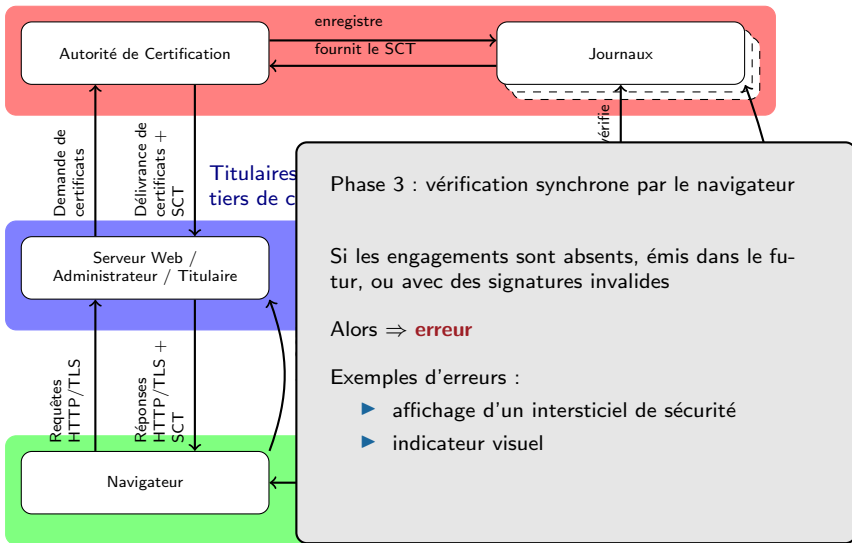 enregistre
Autorité de Certification
fournit le SCT
Journaux
vérifie
Demande de
certificats
Délivrance de
certificats +
SCT
Titulaires
tiers de
Phase 3 : vérification synchrone par le navigateur
Serveur Web /
Administrateur / Titulaire
Si les engagements sont absents, émis dans le fu-
tur, ou avec des signatures invalides
Alors ⇒ erreur
Requêtes
HTTP/TLS
Réponses
HTTP/TLS +
SCT
Exemples d'erreurs :
▶ affichage d'un intersticiel de sécurité
▶ indicateur visuel
Navigateur